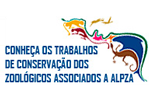 CONHEÇA OS TRABALHOS
DE CONSERVAÇÃO DOS
ZOOLÓGICOS ASSOCIADOS A ALPZA